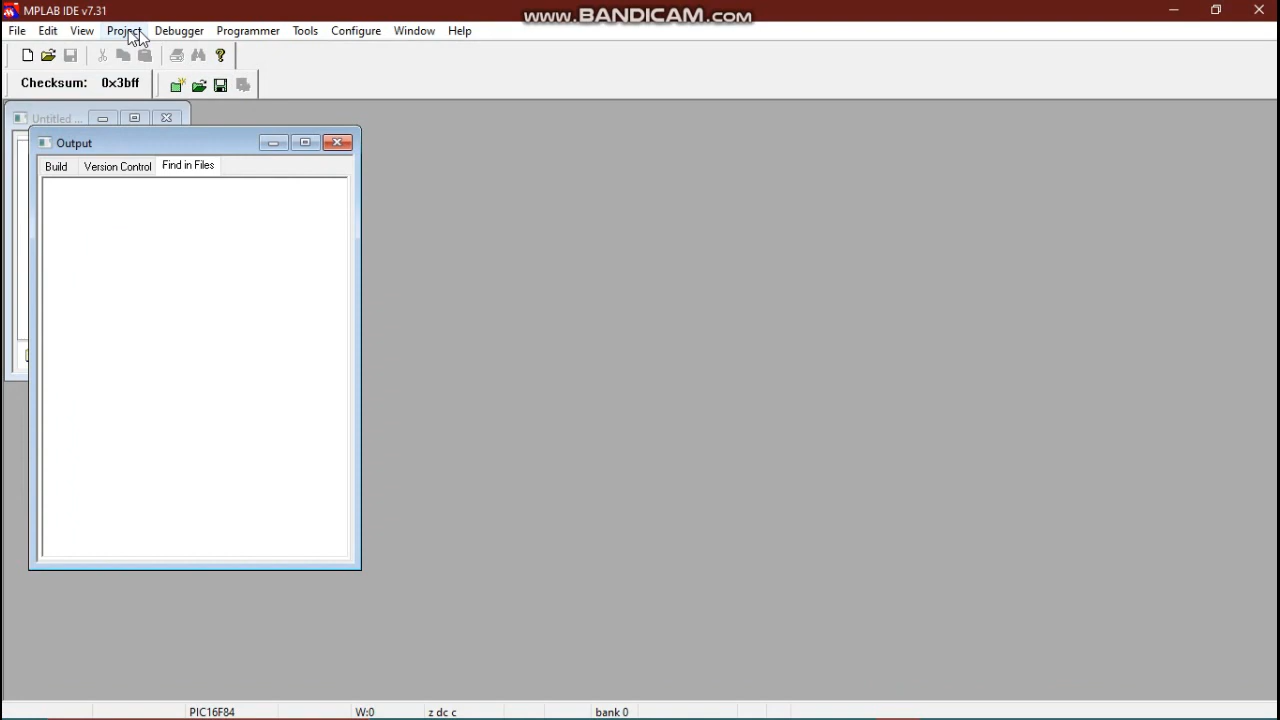 MPLAB IDE v7.31
www.BANDICAM.com
File Edit View Project Debugger Programmer Tools Configure Window Help
Checksum: 0x3bff
Untitled ...
Output
Build Version Control Find in Files
PIC16F84 W:0 z dc c bank 0